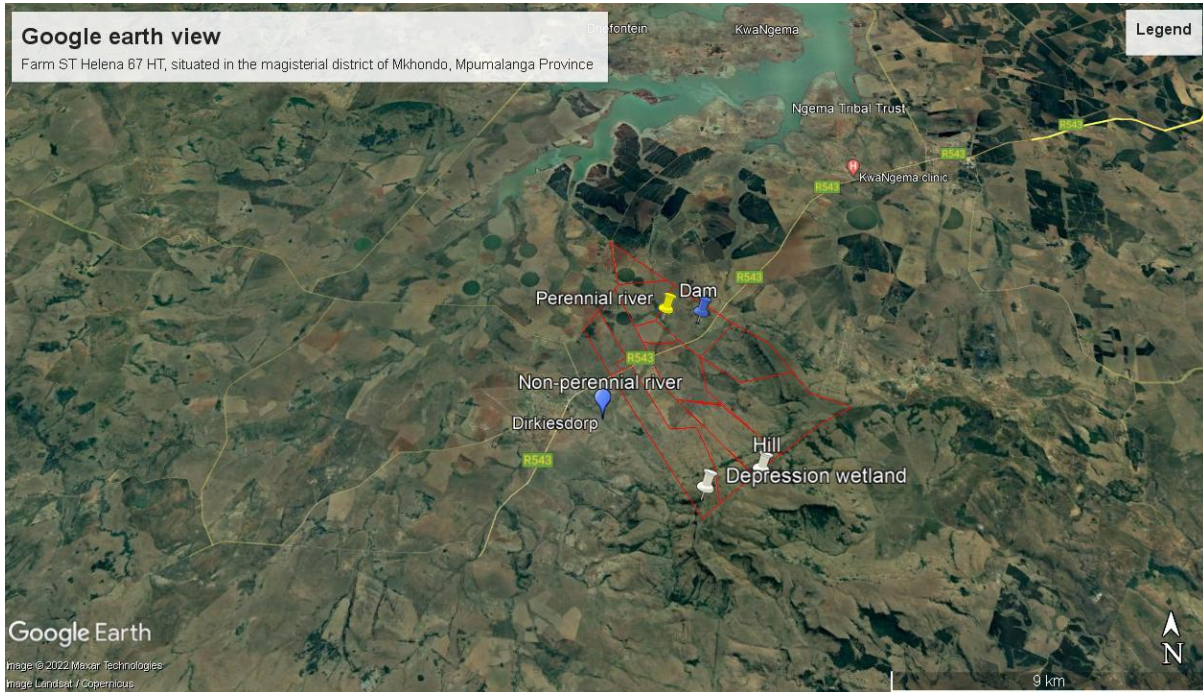 Google earth view
Farm ST Helena 67 HT, situated in the magisterial district of Mkhondo, Mpumalanga Province
Legend
Driefontein
KwaNgema
Ngema Tribal Trust
R543
R543
KwaNgema clinic
H
R543
R543
Dam
Perennial river
R543
Non-perennial river
Dirkiesdorp
R543
Hill
Depression wetland
Google Earth
Image © 2022 Maxar Technologies
Image Landsat / Copernicus
N
9 km